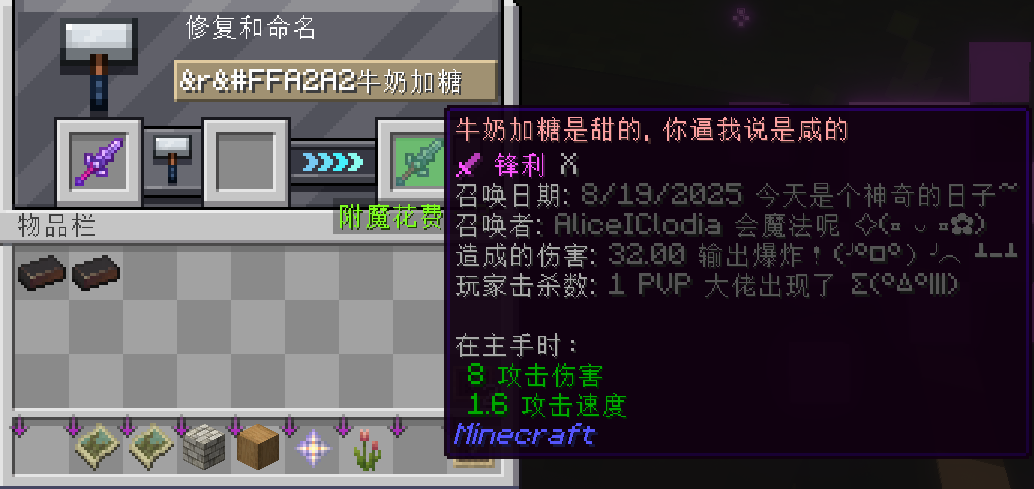 修复和命名
&r&#FFA2A2牛奶加糖
附魔花费
物品栏
牛奶加糖是甜的, 你逼我说是咸的
锋利 X
召唤日期: 8/19/2025 今天是个神奇的日子~
召唤者: AliceIClodia 会魔法呢 ✧(¤ ᴗ ¤✿)
造成的伤害: 32.00 输出爆炸！(╯°□°）╯︵ ┻━┻
玩家击杀数: 1 PVP 大佬出现了 Σ(°△°|||)
在主手时：
8 攻击伤害
1.6 攻击速度
Minecraft